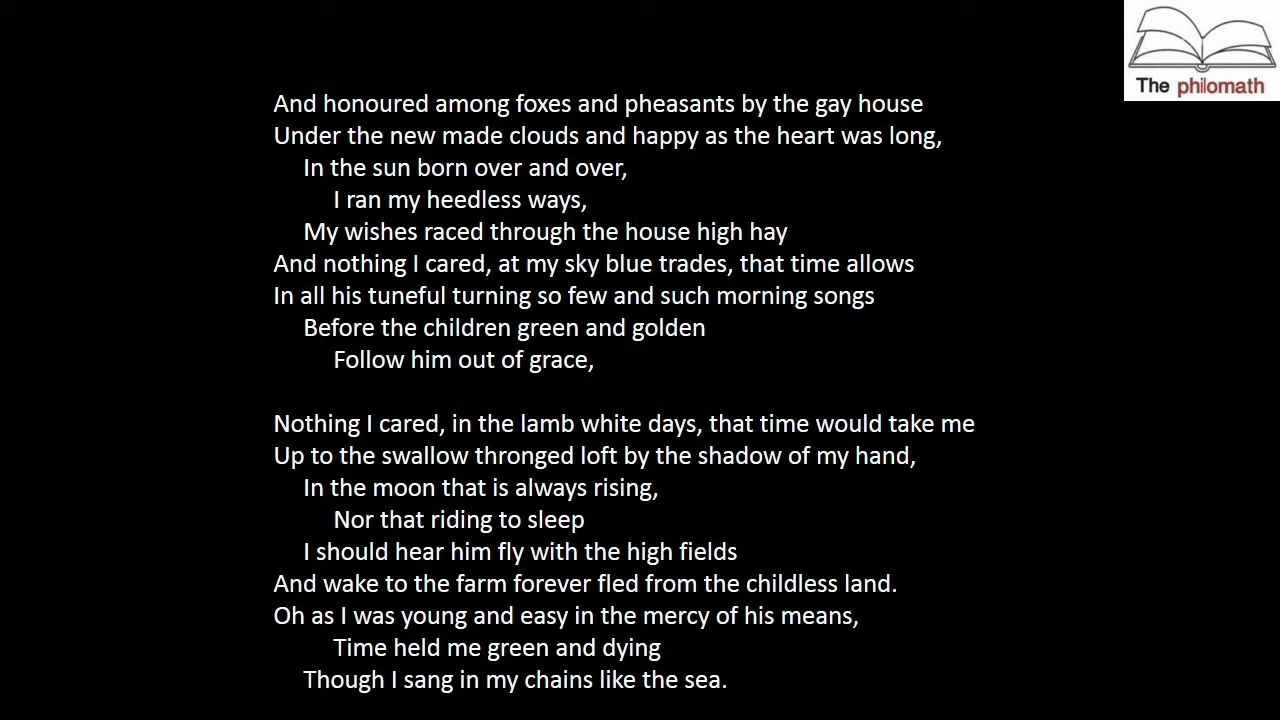 The philomath
And honoured among foxes and pheasants by the gay house
Under the new made clouds and happy as the heart was long,
In the sun born over and over,
I ran my heedless ways,
My wishes raced through the house high hay
And nothing I cared, at my sky blue trades, that time allows
In all his tuneful turning so few and such morning songs
Before the children green and golden
Follow him out of grace,

Nothing I cared, in the lamb white days, that time would take me
Up to the swallow thronged loft by the shadow of my hand,
In the moon that is always rising,
Nor that riding to sleep
I should hear him fly with the high fields
And wake to the farm forever fled from the childless land.
Oh as I was young and easy in the mercy of his means,
Time held me green and dying
Though I sang in my chains like the sea.